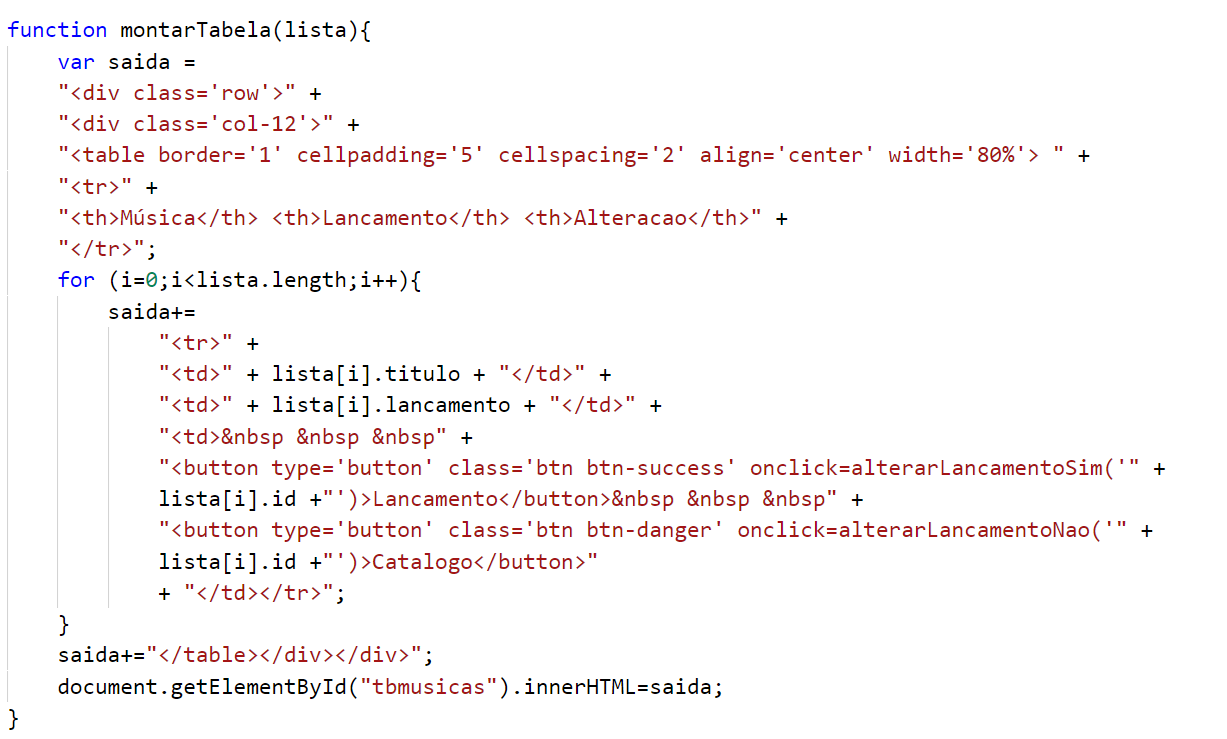 function montarTabela(lista){
    var saida =
    "<div class='row'>" +
    "<div class='col-12'>" +
    "<table border='1' cellpadding='5' cellspacing='2' align='center' width='80%'> " +
    "<tr>" +
    "<th>Música</th> <th>Lancamento</th> <th>Alteracao</th>" +
    "</tr>";
    for (i=0;i<lista.length;i++){
        saida+=
            "<tr>" +
            "<td>" + lista[i].titulo + "</td>" +
            "<td>" + lista[i].lancamento + "</td>" +
            "<td>&nbsp &nbsp &nbsp" +
            "<button type='button' class='btn btn-success' onclick=alterarLancamentoSim('" +
            lista[i].id +"')>Lancamento</button>&nbsp &nbsp &nbsp" +
            "<button type='button' class='btn btn-danger' onclick=alterarLancamentoNao('" +
            lista[i].id +"')>Catalogo</button>"
            + "</td></tr>";
    }
    saida+="</table></div></div>";
    document.getElementById("tbmusicas").innerHTML=saida;
}